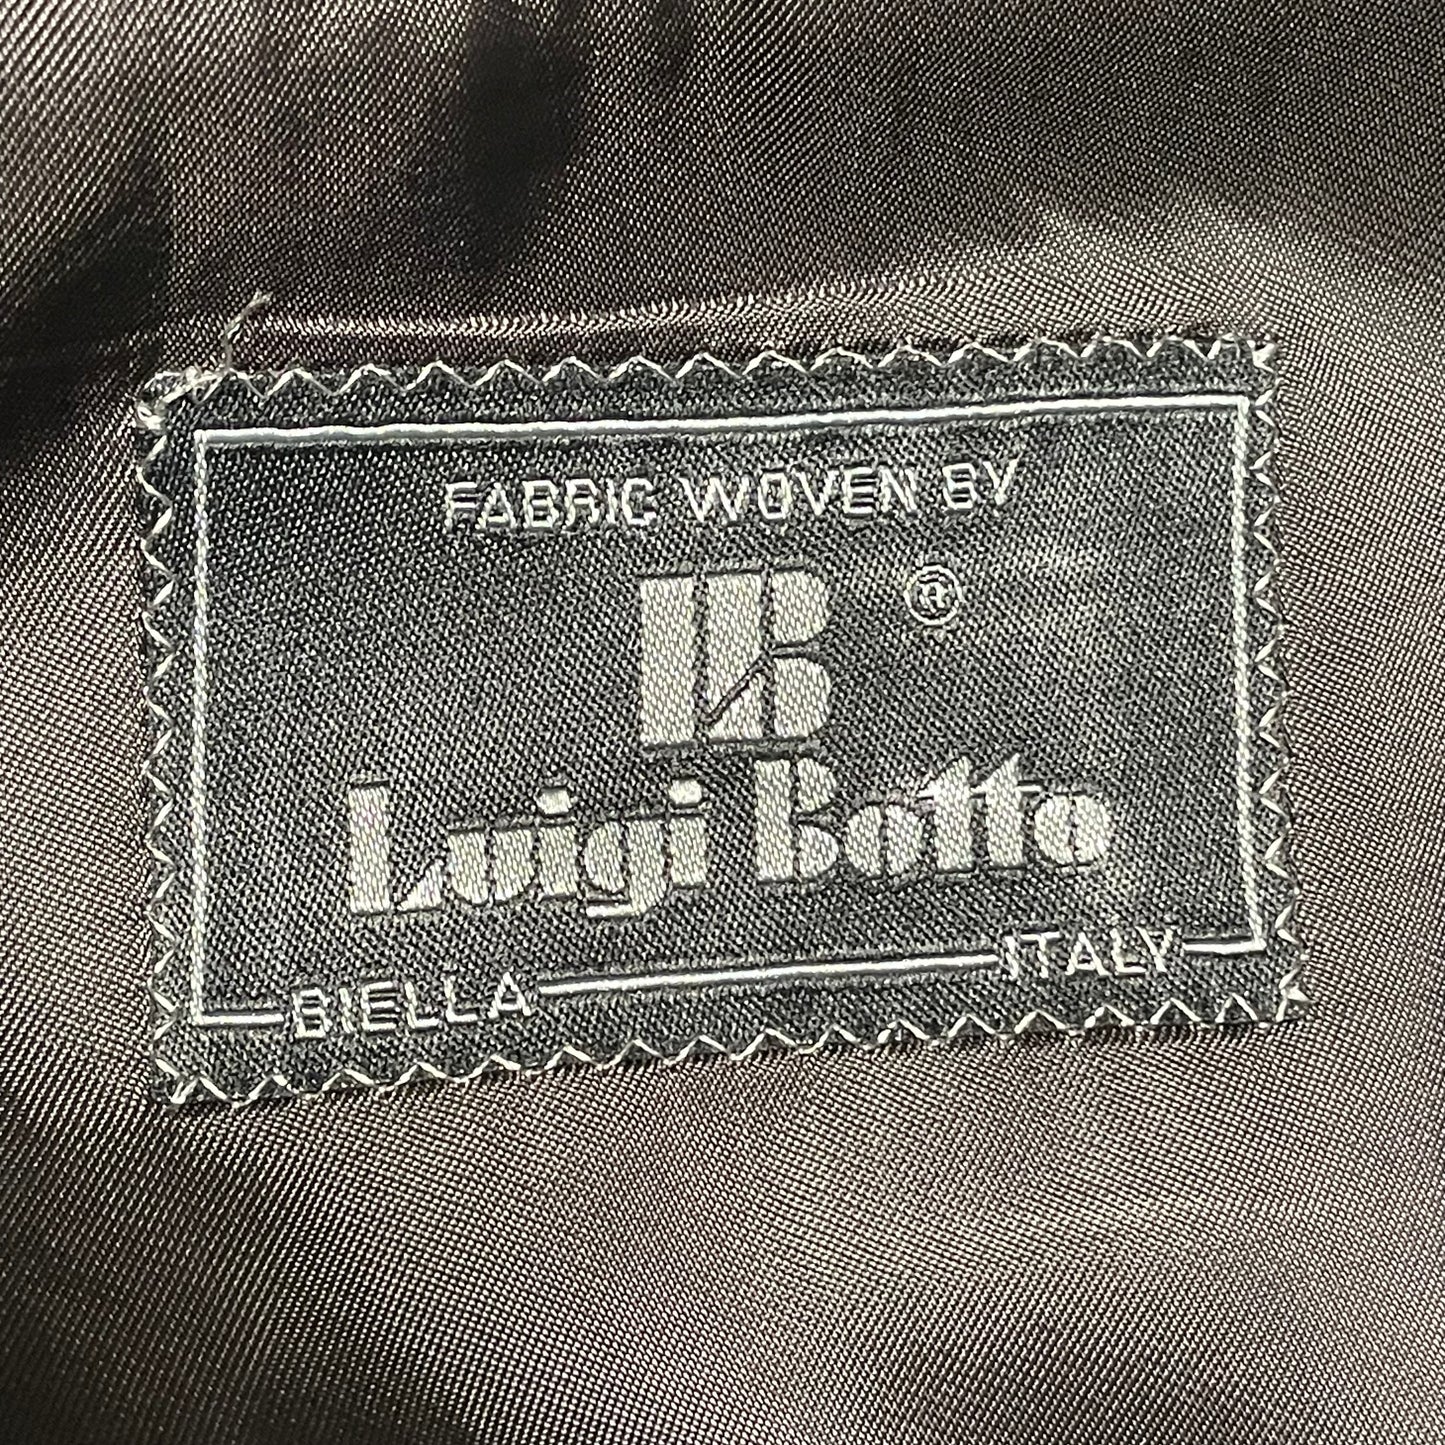 FABRIC WOVEN BY
LB ®
Luigi Botto
BIELLA ITALY